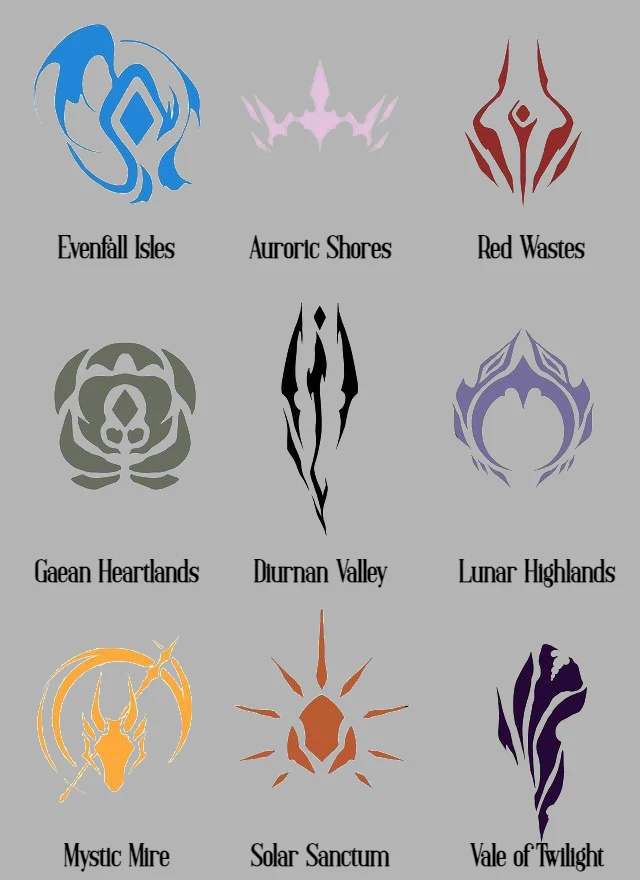 Evenfall Isles
Auroric Shores
Red Wastes
Gaean Heartlands
Diurnan Valley
Lunar Highlands
Mystic Mire
Solar Sanctum
Vale of Twilight